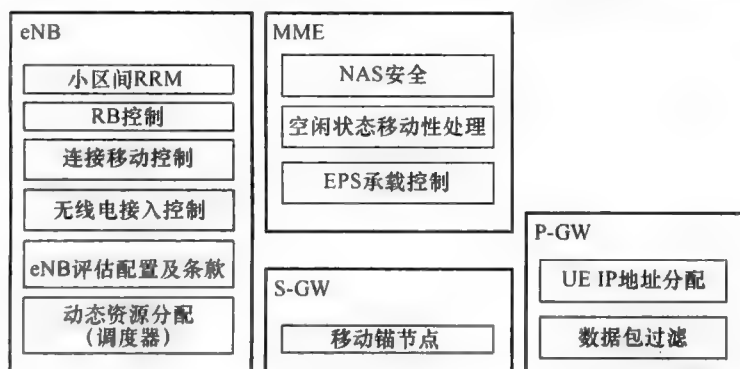 eNB
小区间RRM
RB控制
连接移动控制
无线电接入控制
eNB评估配置及条款
动态资源分配
(调度器)
MME
NAS安全
空闲状态移动性处理
EPS承载控制
S-GW
移动锚节点
P-GW
UE IP地址分配
数据包过滤